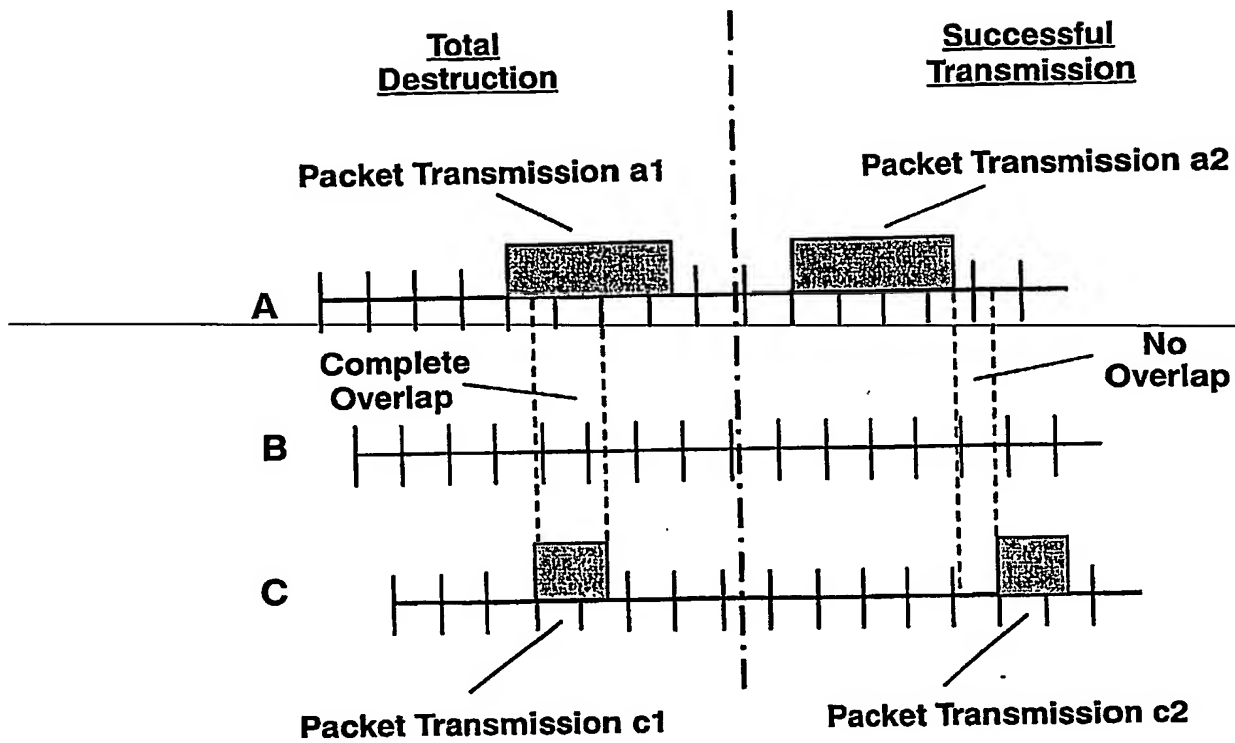 Total
Destruction
Successful
Transmission
Packet Transmission a1
Packet Transmission a2
A
Complete
Overlap
No
Overlap
B
C
Packet Transmission c1
Packet Transmission c2